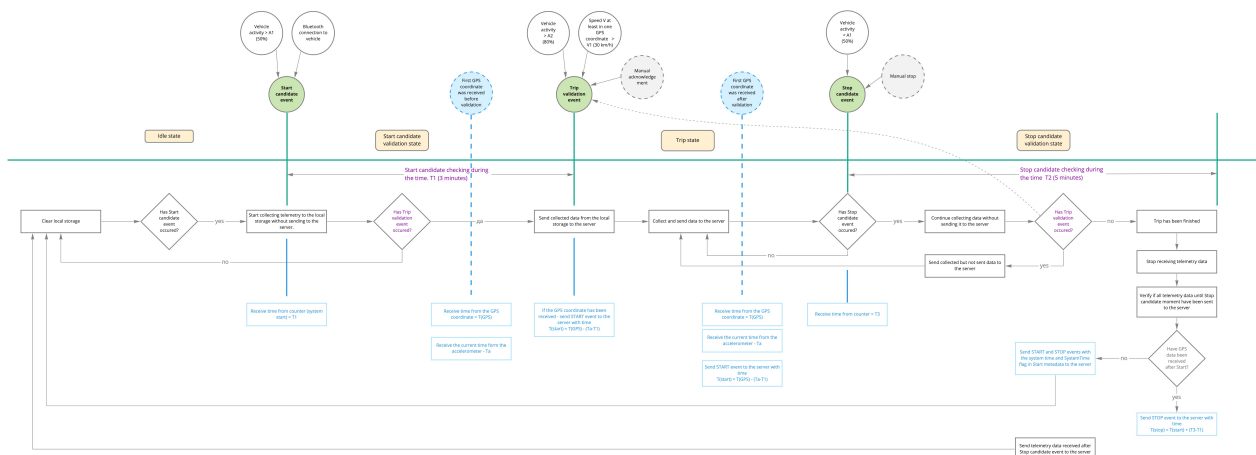 Vehicle
activity > A1
(50%)
Bluetooth
connection to
vehicle
Vehicle
activity
> A2
(80%)
Speed V at
least in one
GPS
coordinate >
V1 (30 km/h)
Vehicle
activity
< A1
(50%)
Manual
acknowledge
ment
Manual stop
Start
candidate
event
First GPS
coordinate
was received
before
validation
Trip
validation
event
First GPS
coordinate
was received
after
validation
Stop
candidate
event
Idle state
Start candidate
validation state
Trip state
Stop candidate
validation state
Start candidate checking during
the time. T1 (3 minutes)
Stop candidate checking during
the time T2 (5 minutes)
Clear local storage
Has Start
candidate
event
occured?
yes
Start collecting telemetry to the local
storage without sending to the
server.
Has Trip
validation
event
occured?
да
no
Send collected data from the local
storage to the server
Collect and send data to the server
Has Stop
candidate
event
occured?
yes
no
Continue collecting data without
sending it to the server
Has Trip
validation
event
occured?
no
yes
Send collected but not sent data to
the server
Trip has been finished
Stop receiving telemetry data
Verify if all telemetry data until Stop
candidate moment have been sent
to the server
Have GPS
data been
received
after Start?
no
yes
Receive time from counter (system
start) = T1
Receive time from the GPS
coordinate = T(GPS)
Receive the current time form the
accelerometer - Ta
If the GPS coordinate has been
received - send START event to the
server with time
T(start) = T(GPS) - (Ta-T1)
Receive time from the GPS
coordinate = T(GPS)
Receive the current time from the
accelerometer - Ta
Send START event to the server with
time
T(start) = T(GPS) - (Ta-T1)
Receive time from counter = T3
Send START and STOP events with
the system time and SystemTime
flag in Start metadata to the server
Send STOP event to the server with
time
T(stop) = T(start) + (T3-T1)
Send telemetry data received after
Stop candidate event to the server